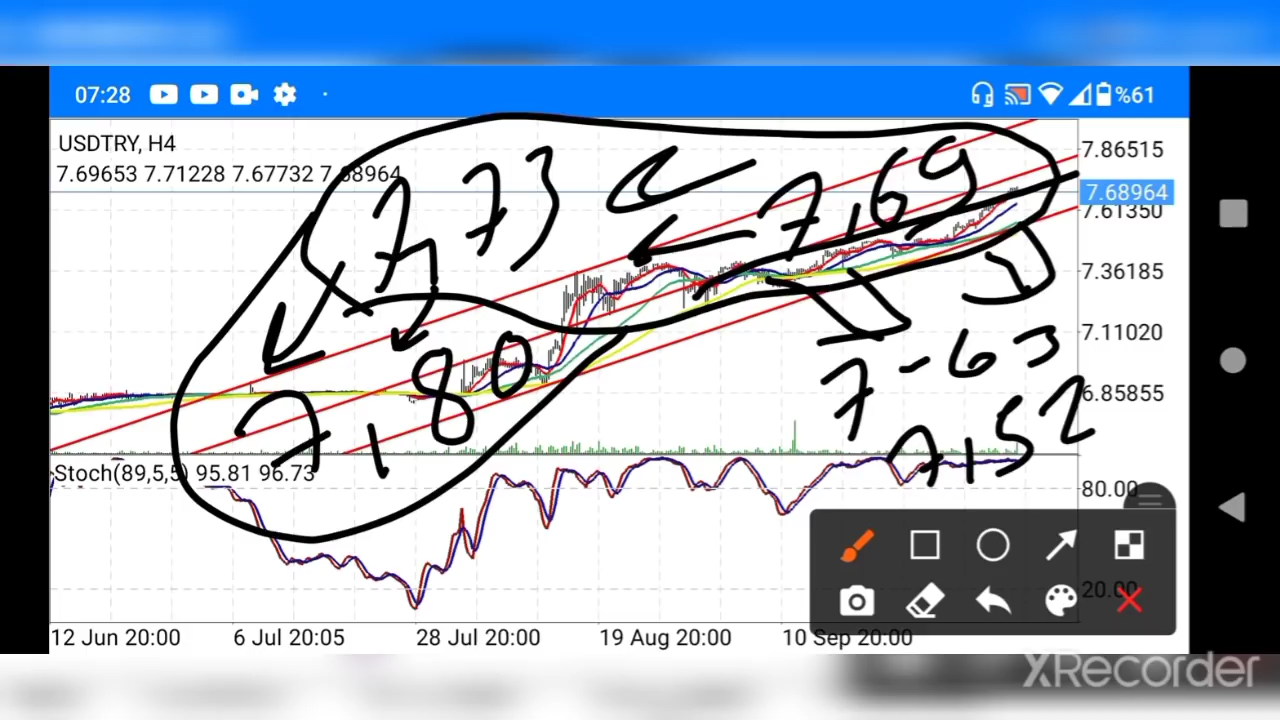 07:28 %61
USDTRY, H4
7.69653 7.71228 7.67732 7.68964
7.86515
7.68964
7.61350
7.36185
7.11020
6.85855
7,73 7,69
7,80
7-63
7,52
Stoch(89,5,5) 95.81 96.73
80.00
20.00
12 Jun 20:00 6 Jul 20:05 28 Jul 20:00 19 Aug 20:00 10 Sep 20:00
XRecorder